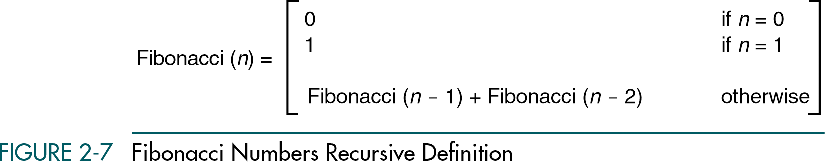 0 if n = 0
1 if n = 1
Fibonacci (n) =
Fibonacci (n – 1) + Fibonacci (n – 2) otherwise
FIGURE 2-7 Fibonacci Numbers Recursive Definition